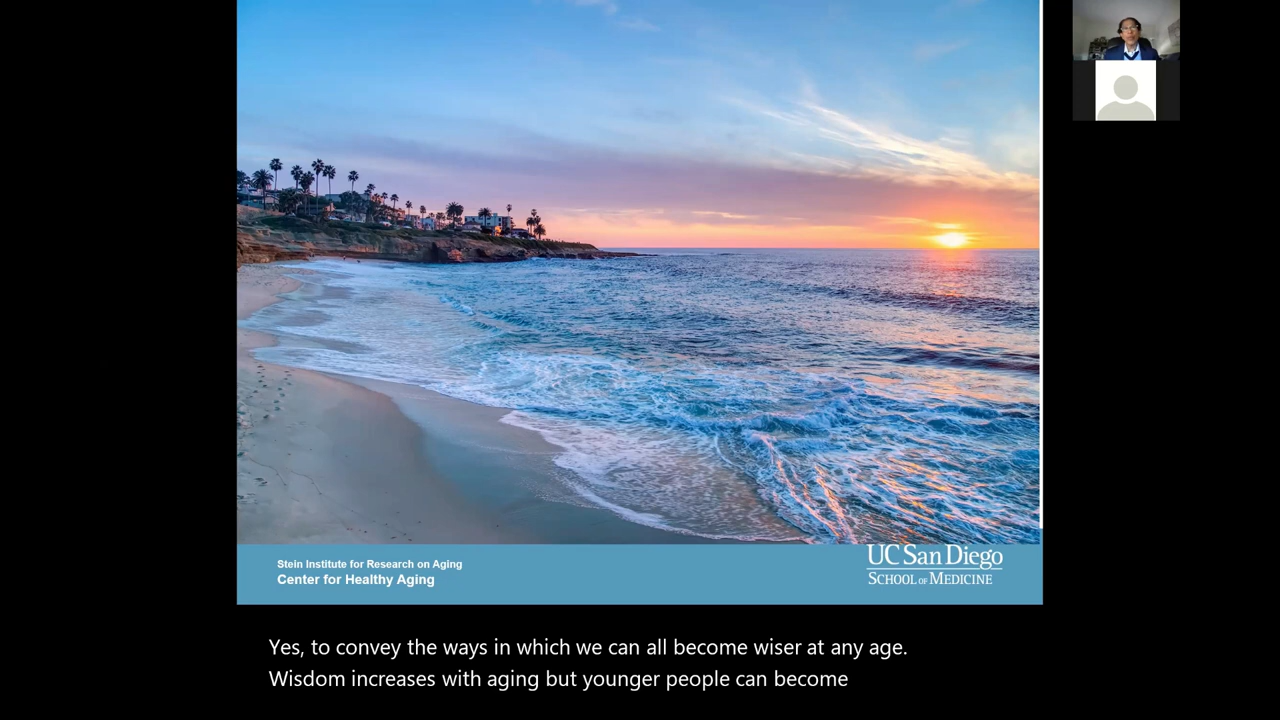 Stein Institute for Research on Aging
Center for Healthy Aging
UC San Diego
SCHOOL OF MEDICINE
Yes, to convey the ways in which we can all become wiser at any age.
Wisdom increases with aging but younger people can become